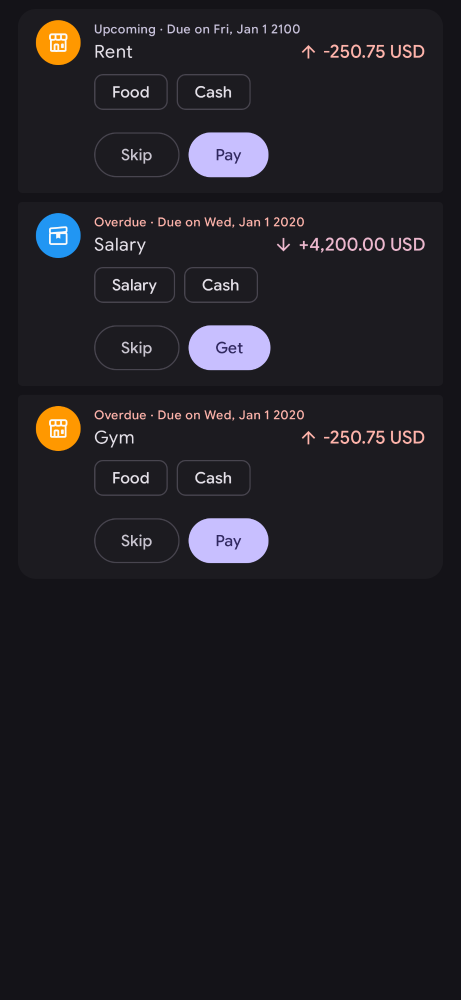 Upcoming · Due on Fri, Jan 1 2100
Rent
-250.75 USD
Food
Cash
Skip
Pay
Overdue · Due on Wed, Jan 1 2020
Salary
+4,200.00 USD
Salary
Cash
Skip
Get
Overdue · Due on Wed, Jan 1 2020
Gym
-250.75 USD
Food
Cash
Skip
Pay